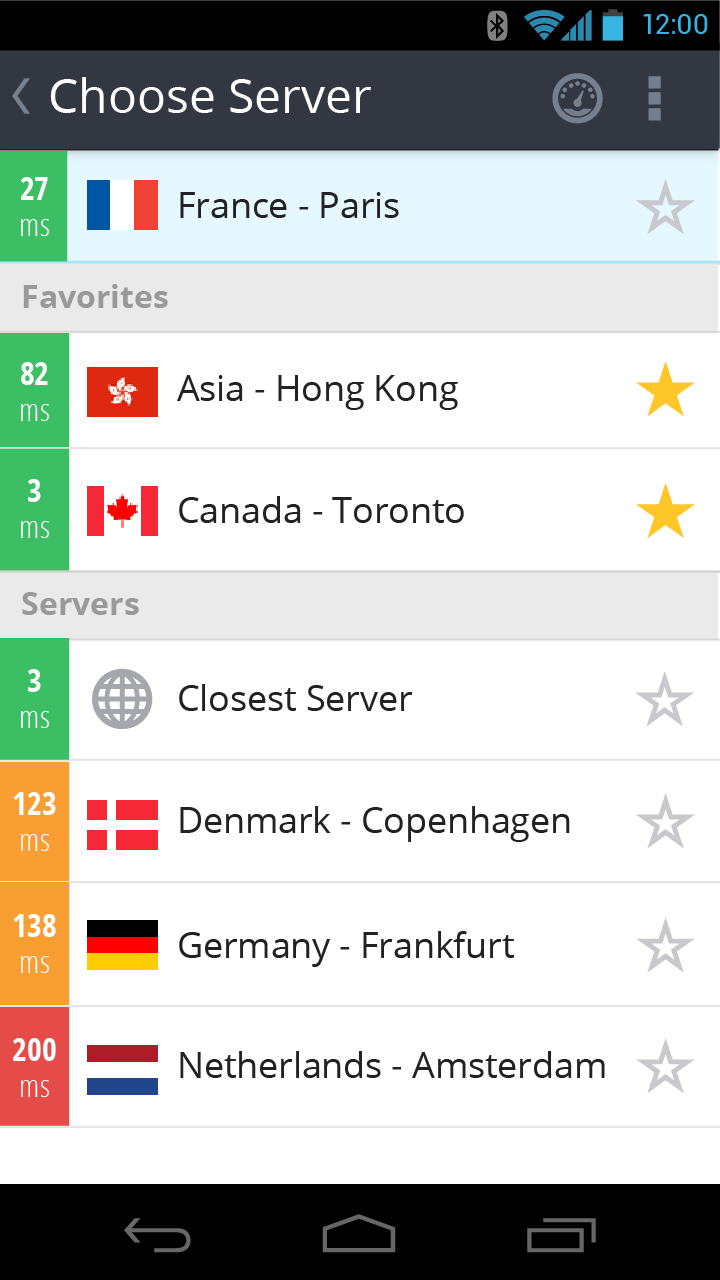 12:00
Choose Server
27
ms
France - Paris
Favorites
82
ms
Asia - Hong Kong
3
ms
Canada - Toronto
Servers
3
ms
Closest Server
123
ms
Denmark - Copenhagen
138
ms
Germany - Frankfurt
200
ms
Netherlands - Amsterdam